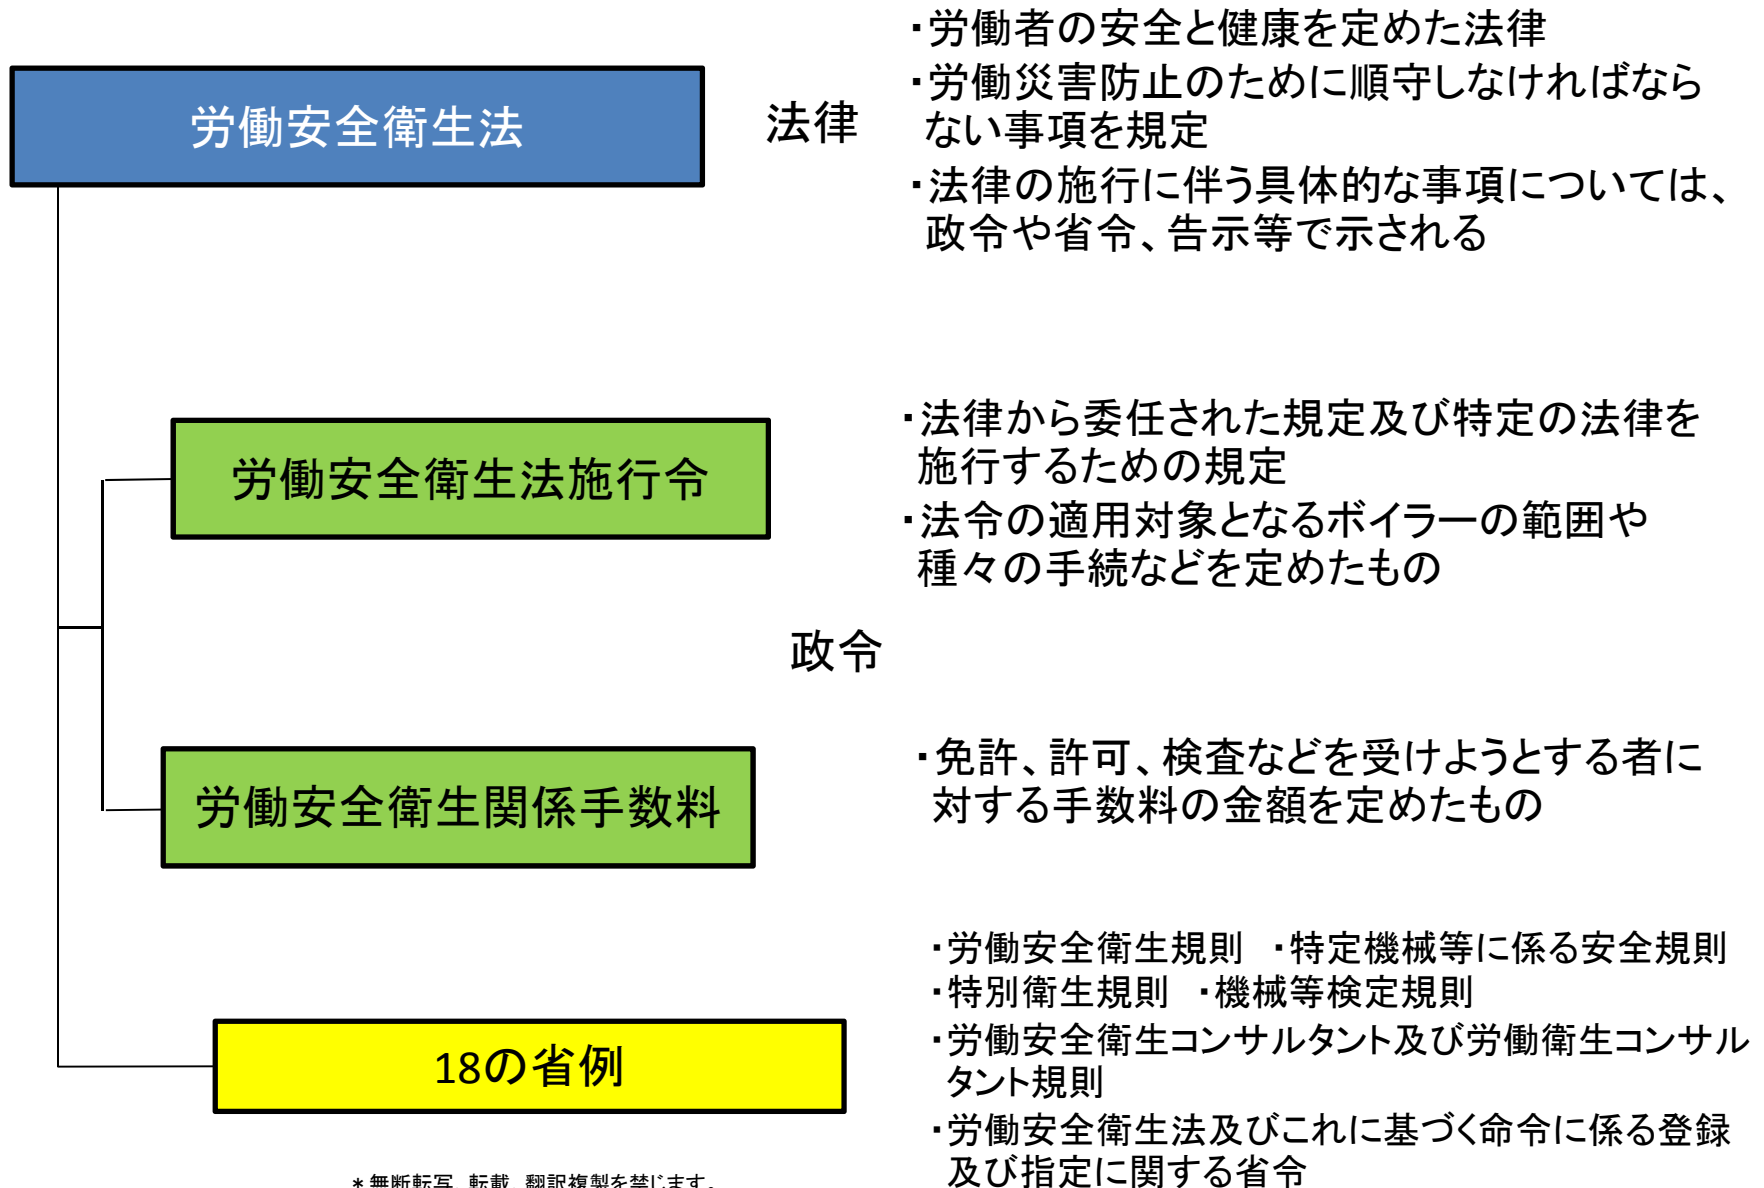 ・労働者の安全と健康を定めた法律
労働安全衛生法
法律
・労働災害防止のために順守しなければなら
ない事項を規定
・法律の施行に伴う具体的な事項については、
政令や省令、告示等で示される
労働安全衛生法施行令
・法律から委任された規定及び特定の法律を
施行するための規定
・法令の適用対象となるボイラーの範囲や
種々の手続などを定めたもの
政令
労働安全衛生関係手数料
・免許、許可、検査などを受けようとする者に
対する手数料の金額を定めたもの
18の省例
・労働安全衛生規則　・特定機械等に係る安全規則
・特別衛生規則　・機械等検定規則
・労働安全衛生コンサルタント及び労働衛生コンサル
タント規則
・労働安全衛生法及びこれに基づく命令に係る登録
及び指定に関する省令
＊無断転写、転載、翻訳複製を禁じます。